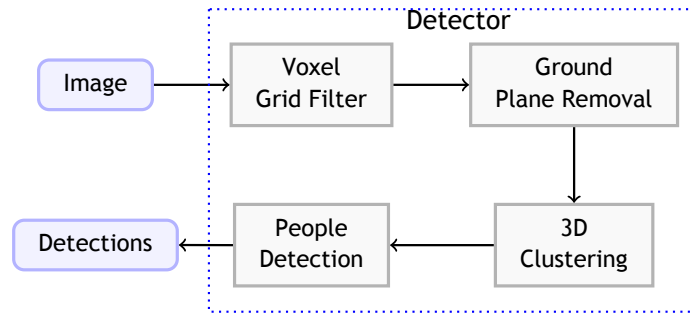 Detector
Image
Voxel
Grid Filter
Ground
Plane Removal
3D
Clustering
People
Detection
Detections